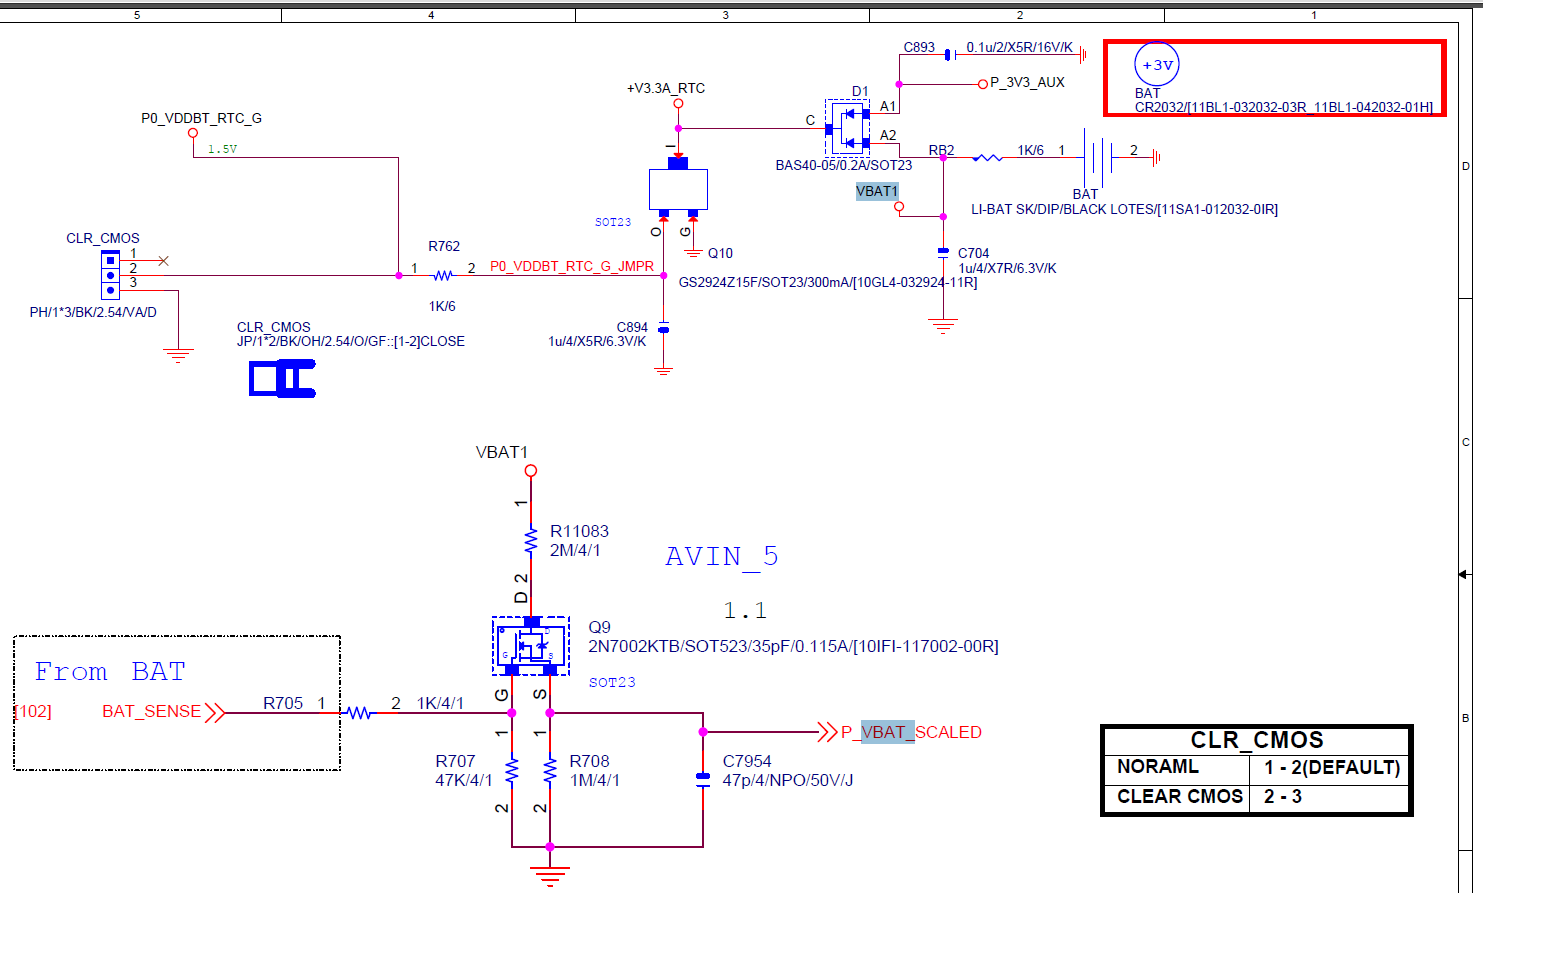 5 4 3 2 1
C893 0.1u/2/X5R/16V/K
+3V
P_3V3_AUX
+V3.3A_RTC
D1
BAT
A1
CR2032/[11BL1-032032-03R_11BL1-042032-01H]
P0_VDDBT_RTC_G
C
A2
1.5V
I
RB2 1K/6 1 2
BAS40-05/0.2A/SOT23
D
VBAT1
BAT
LI-BAT SK/DIP/BLACK LOTES/[11SA1-012032-0IR]
SOT23
O G
CLR_CMOS
R762
1
Q10
C704
2
1 2
P0_VDDBT_RTC_G_JMPR
1u/4/X7R/6.3V/K
3
GS2924Z15F/SOT23/300mA/[10GL4-032924-11R]
PH/1*3/BK/2.54/VA/D
1K/6
CLR_CMOS
C894
JP/1*2/BK/OH/2.54/O/GF::[1-2]CLOSE
1u/4/X5R/6.3V/K
C
VBAT1
1
R11083
2M/4/1
AVIN_5
2
D
1.1
Q9
D
2N7002KTB/SOT523/35pF/0.115A/[10IFI-117002-00R]
G S
From BAT
SOT23
G S
[102] BAT_SENSE R705 1 2 1K/4/1
P_VBAT_SCALED
B
1 1
R707 R708 C7954
47K/4/1 1M/4/1 47p/4/NPO/50V/J
2 2
CLR_CMOS
NORAML 1 - 2(DEFAULT)
CLEAR CMOS 2 - 3